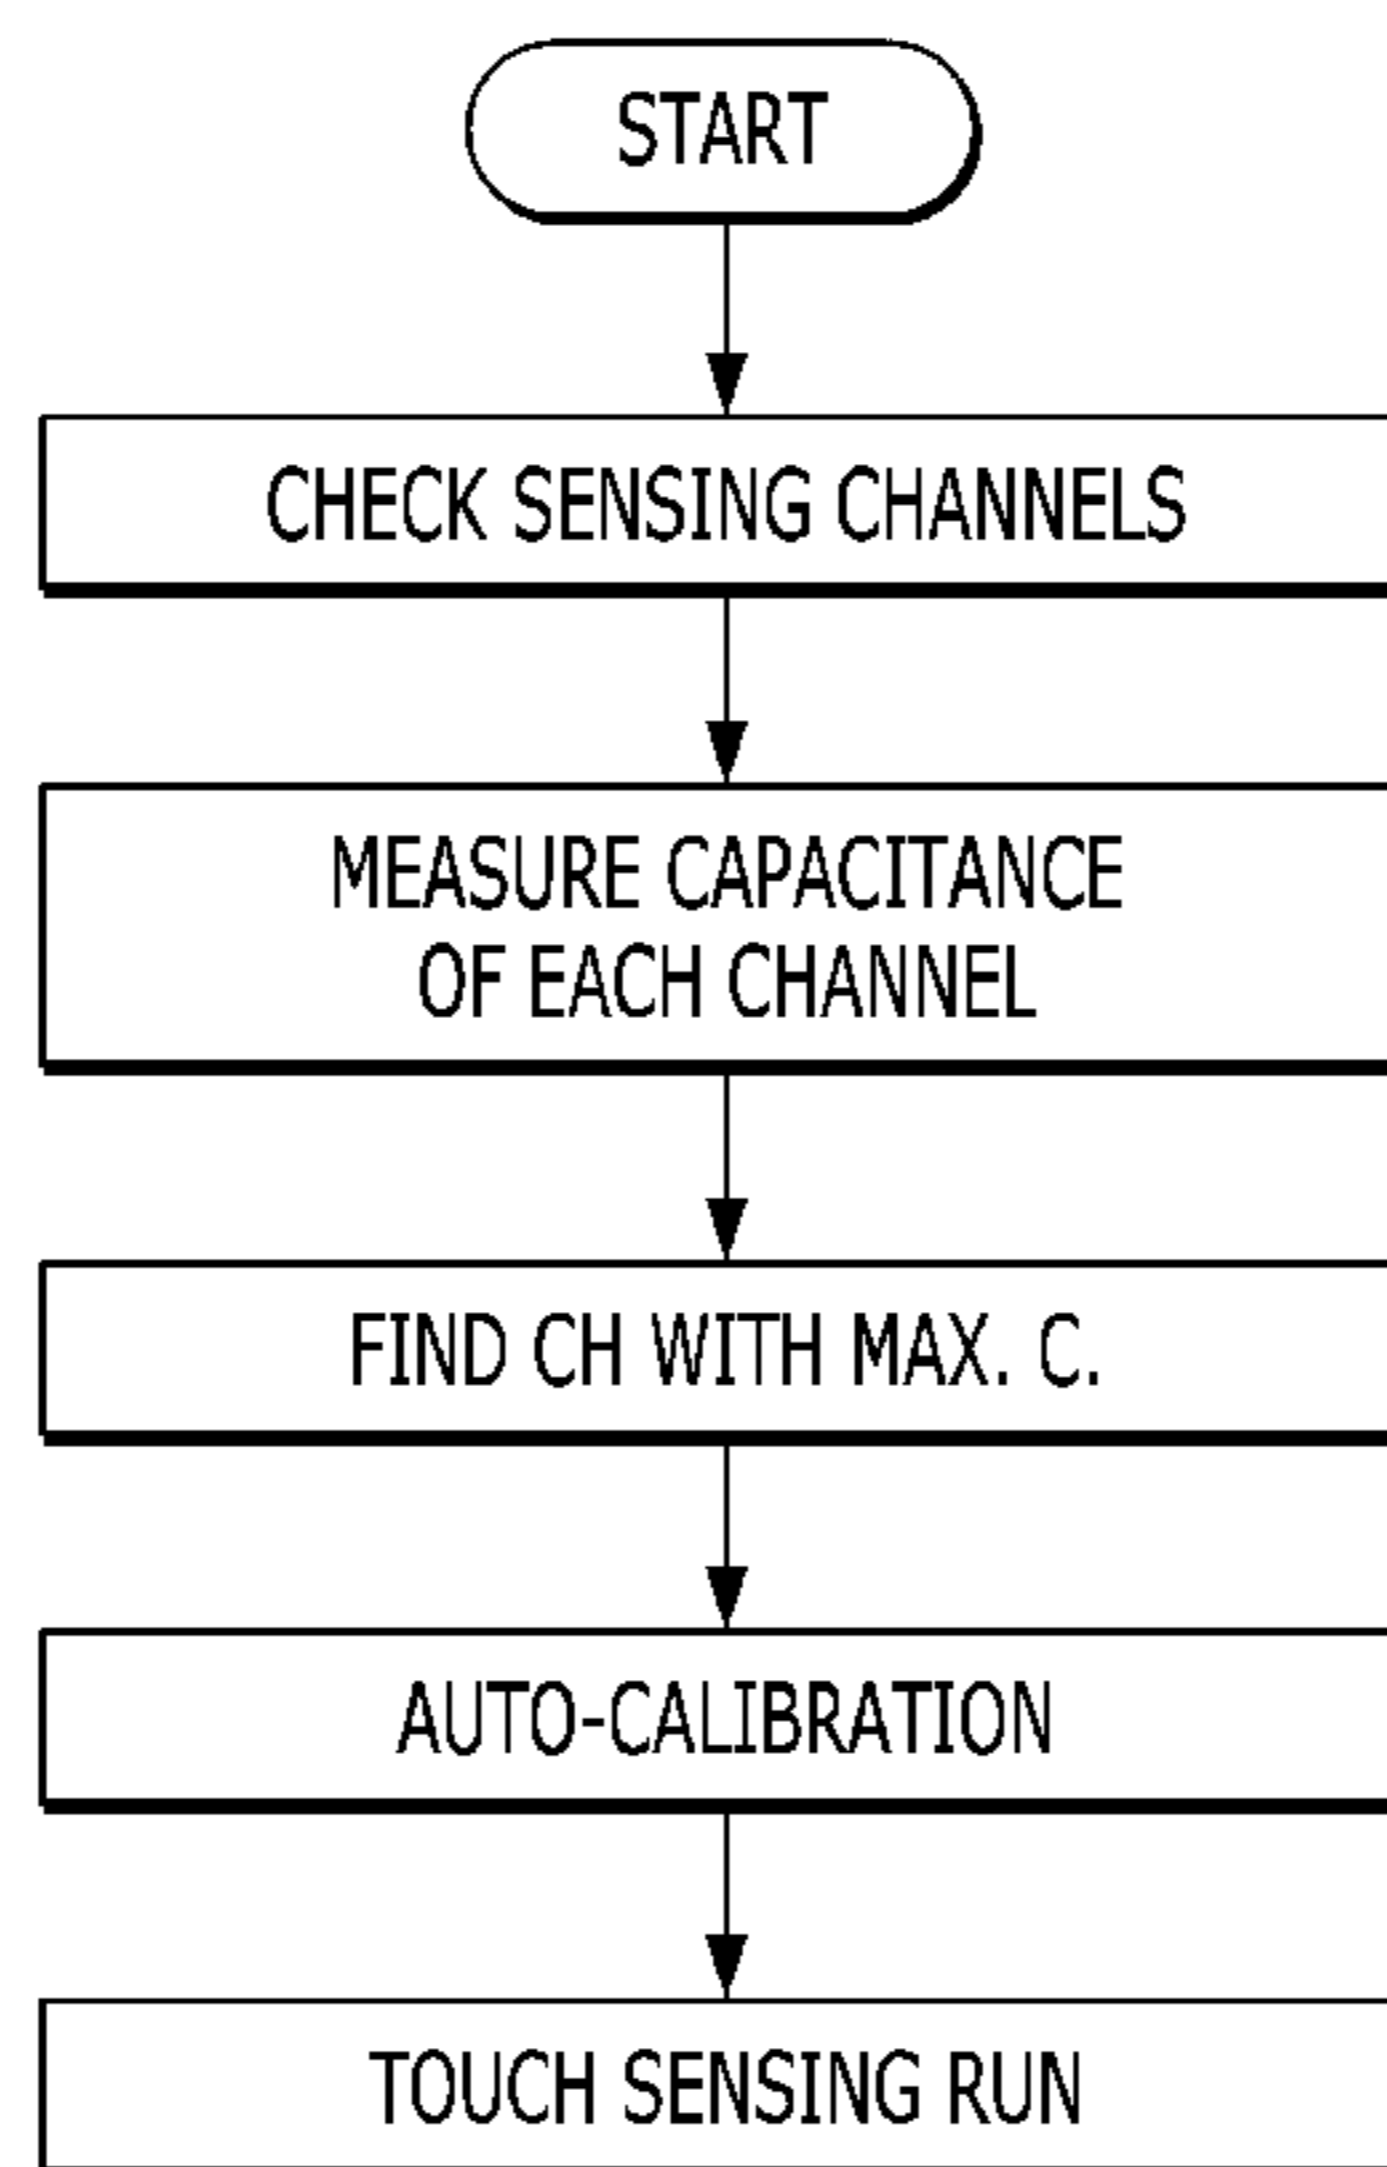 START
CHECK SENSING CHANNELS
MEASURE CAPACITANCE
OF EACH CHANNEL
FIND CH WITH MAX. C.
AUTO-CALIBRATION
TOUCH SENSING RUN